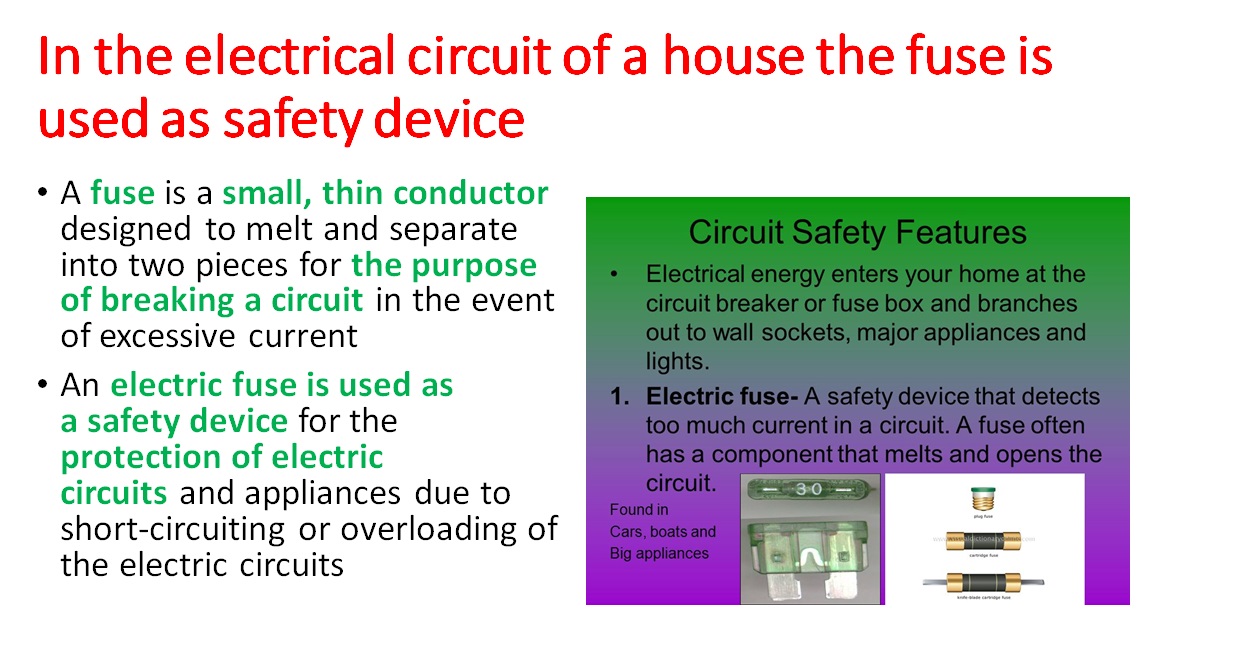 In the electrical circuit of a house the fuse is
used as safety device
• A fuse is a small, thin conductor
designed to melt and separate
into two pieces for the purpose
of breaking a circuit in the event
of excessive current
• An electric fuse is used as
a safety device for the
protection of electric
circuits and appliances due to
short-circuiting or overloading of
the electric circuits
Circuit Safety Features
• Electrical energy enters your home at the
circuit breaker or fuse box and branches
out to wall sockets, major appliances and
lights.
1. Electric fuse- A safety device that detects
too much current in a circuit. A fuse often
has a component that melts and opens the
circuit.
Found in
Cars, boats and
Big appliances
30
plug fuse
cartridge fuse
knife-blade cartridge fuse